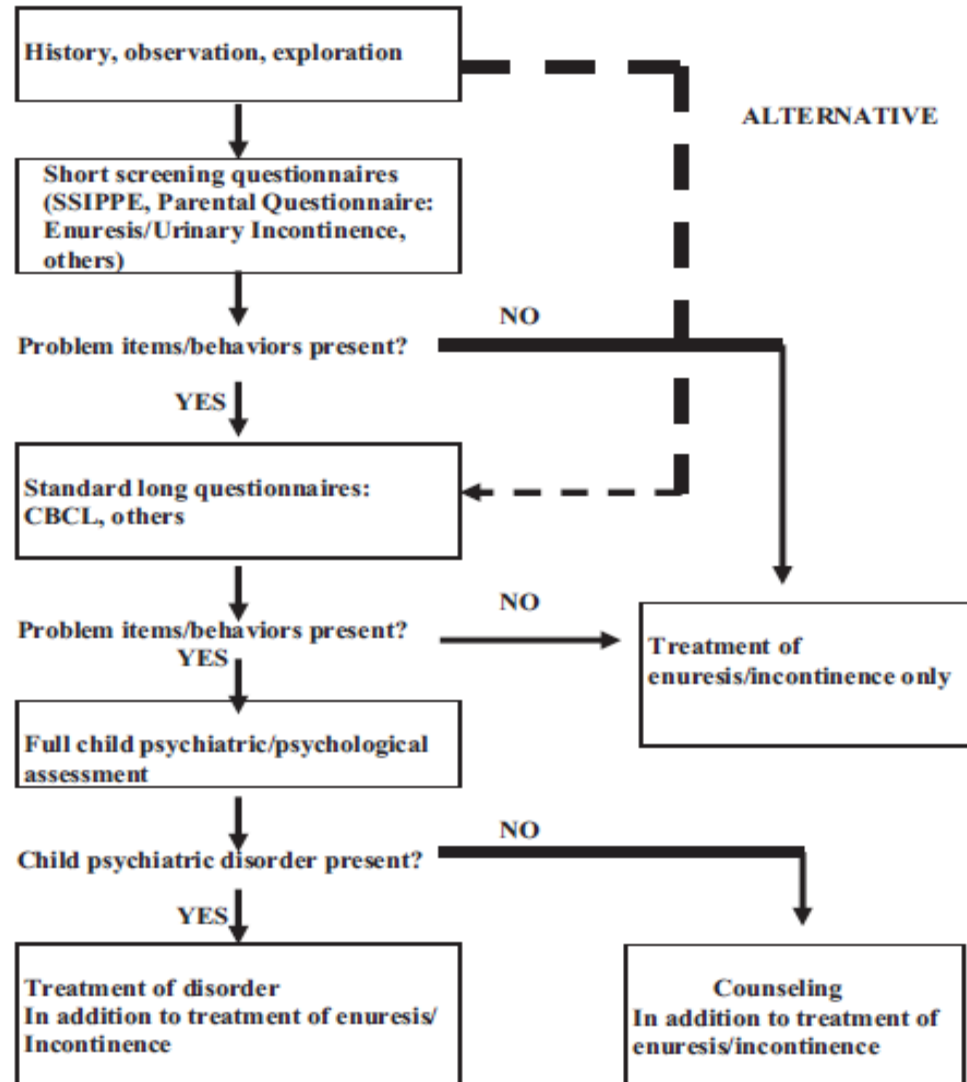 History, observation, exploration
ALTERNATIVE
Short screening questionnaires
(SSIPPE, Parental Questionnaire:
Enuresis/Urinary Incontinence,
others)
NO
Problem items/behaviors present?
YES
Standard long questionnaires:
CBCL, others
NO
Problem items/behaviors present?
YES
Treatment of
enuresis/incontinence only
Full child psychiatric/psychological
assessment
NO
Child psychiatric disorder present?
YES
Treatment of disorder
In addition to treatment of enuresis/
Incontinence
Counseling
In addition to treatment of
enuresis/incontinence